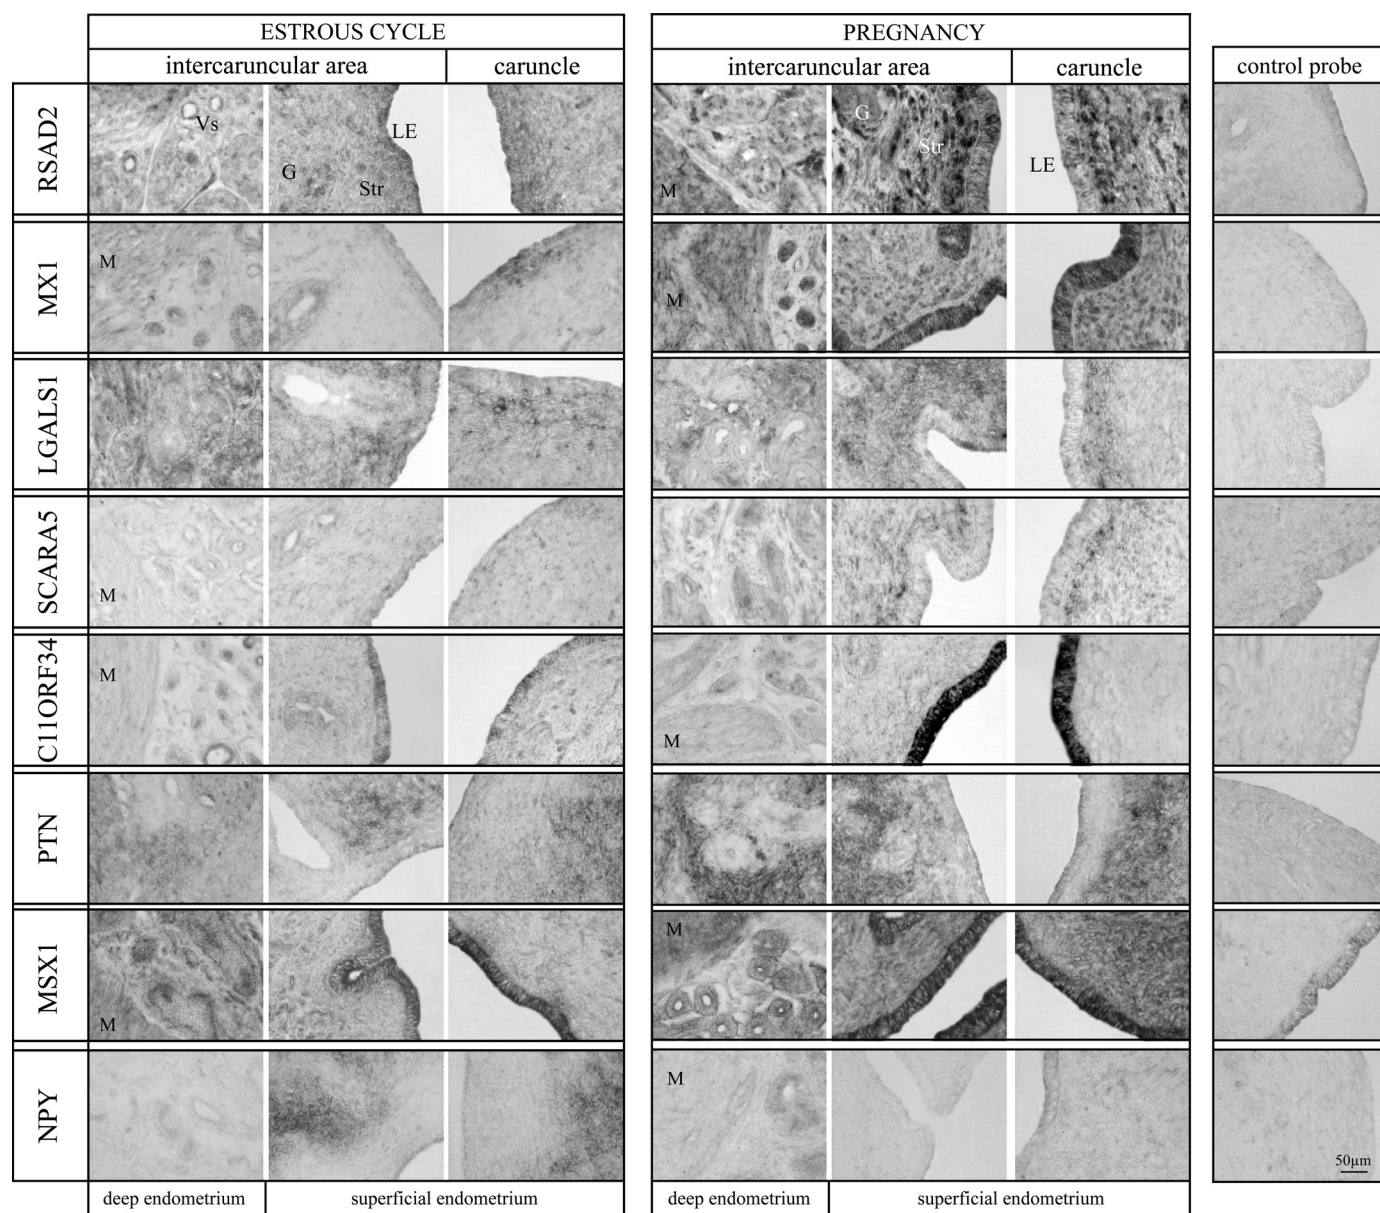 ESTROUS CYCLE
PREGNANCY
intercaruncular area
caruncle
intercaruncular area
caruncle
control probe
RSAD2
Vs
G
Str
LE
M
G
Str
LE
MX1
M
M
LGALS1
SCARA5
M
C11ORF34
M
M
PTN
MSX1
M
M
NPY
M
50µm
deep endometrium
superficial endometrium
deep endometrium
superficial endometrium